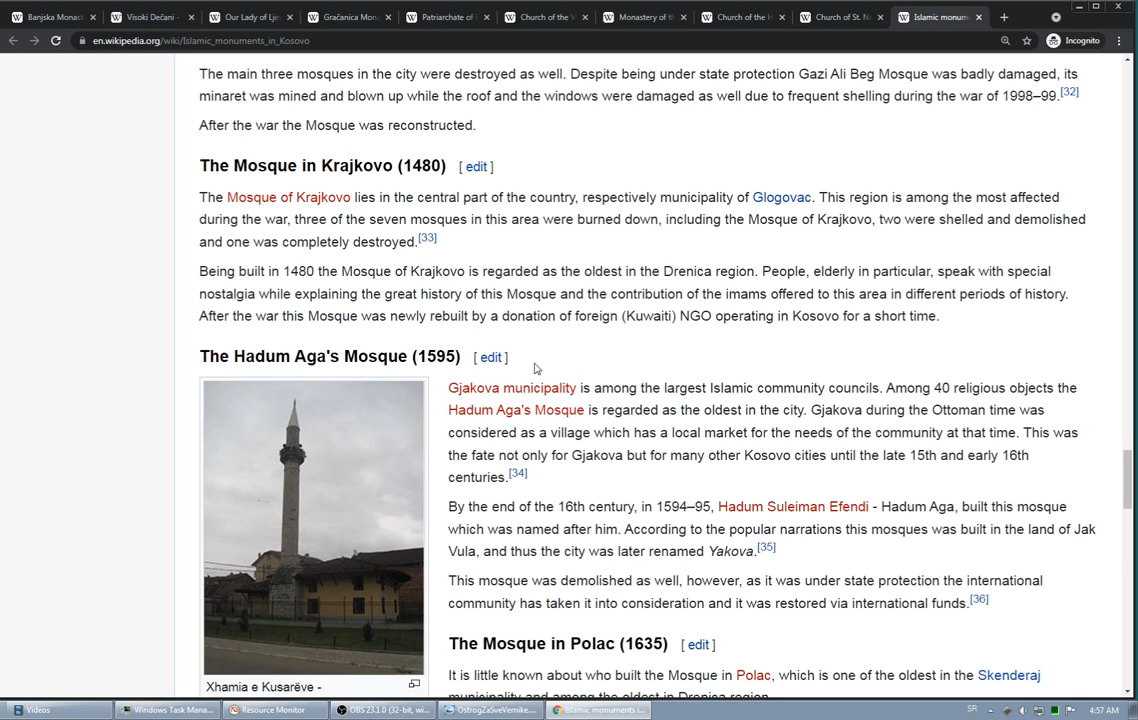 Banjska Monast
Visoki Dečani -
Our Lady of Lje
Gračanica Mon
Patriarchate of
Church of the
Monastery of th
Church of the H
Church of St. N
Islamic monum
en.wikipedia.org/wiki/Islamic_monuments_in_Kosovo
Incognito
The main three mosques in the city were destroyed as well. Despite being under state protection Gazi Ali Beg Mosque was badly damaged, its
minaret was mined and blown up while the roof and the windows were damaged as well due to frequent shelling during the war of 1998–99.[32]
After the war the Mosque was reconstructed.
The Mosque in Krajkovo (1480) [ edit ]
The Mosque of Krajkovo lies in the central part of the country, respectively municipality of Glogovac. This region is among the most affected
during the war, three of the seven mosques in this area were burned down, including the Mosque of Krajkovo, two were shelled and demolished
and one was completely destroyed.[33]
Being built in 1480 the Mosque of Krajkovo is regarded as the oldest in the Drenica region. People, elderly in particular, speak with special
nostalgia while explaining the great history of this Mosque and the contribution of the imams offered to this area in different periods of history.
After the war this Mosque was newly rebuilt by a donation of foreign (Kuwaiti) NGO operating in Kosovo for a short time.
The Hadum Aga's Mosque (1595) [ edit ]
Gjakova municipality is among the largest Islamic community councils. Among 40 religious objects the
Hadum Aga's Mosque is regarded as the oldest in the city. Gjakova during the Ottoman time was
considered as a village which has a local market for the needs of the community at that time. This was
the fate not only for Gjakova but for many other Kosovo cities until the late 15th and early 16th
centuries.[34]
By the end of the 16th century, in 1594–95, Hadum Suleiman Efendi - Hadum Aga, built this mosque
which was named after him. According to the popular narrations this mosques was built in the land of Jak
Vula, and thus the city was later renamed Yakova.[35]
This mosque was demolished as well, however, as it was under state protection the international
community has taken it into consideration and it was restored via international funds.[36]
Xhamia e Kusarëve -
The Mosque in Polac (1635) [ edit ]
It is little known about who built the Mosque in Polac, which is one of the oldest in the Skenderaj
municipality and among the oldest in Drenica region.
Videos
Windows Task Mana...
Resource Monitor
OBS 23.1.0 (32-bit, wi...
OstrogZaSveVernike...
Islamic monuments i...
SR
4:57 AM